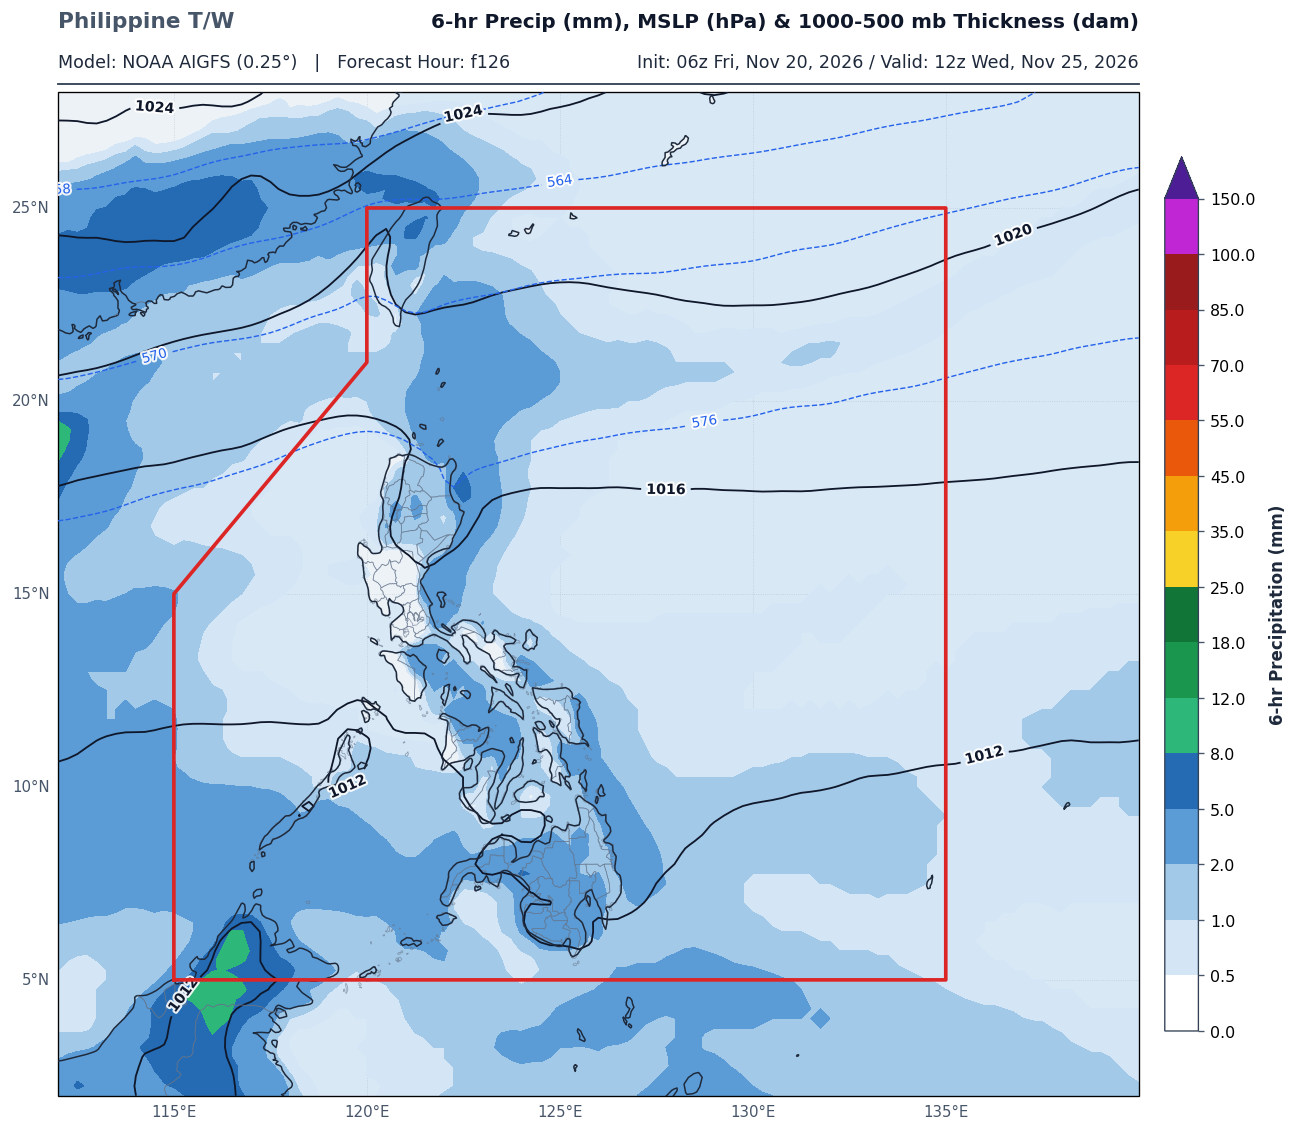 Philippine T/W
6-hr Precip (mm), MSLP (hPa) & 1000-500 mb Thickness (dam)
Model: NOAA AIGFS (0.25°) | Forecast Hour: f126
Init: 06z Fri, Nov 20, 2026 / Valid: 12z Wed, Nov 25, 2026
1024
1024
564
58
1020
570
576
1016
1012
1012
1012
25°N
20°N
15°N
10°N
5°N
115°E
120°E
125°E
130°E
135°E
150.0
100.0
85.0
70.0
55.0
45.0
35.0
25.0
18.0
12.0
8.0
5.0
2.0
1.0
0.5
0.0
6-hr Precipitation (mm)